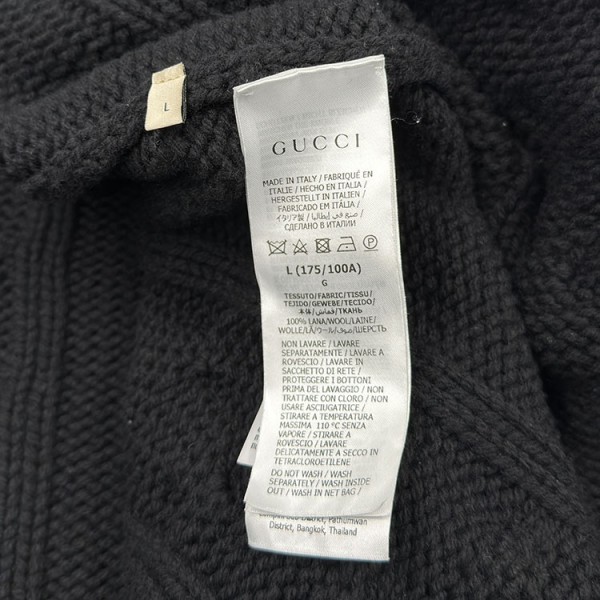 L
GUCCI
MADE IN ITALY / FABRIQUÉ EN
ITALIE / HECHO EN ITALIA /
HERGESTELLT IN ITALIEN /
FABRICADO EM ITÁLIA /
イタリア製 / صنع في إيطاليا /
СДЕЛАНО В ИТАЛИИ
P
L (175/100A)
G
TESSUTO/FABRIC/TISSU/
TEJIDO/GEWEBE/TECIDO/
本体/قماش/ТКАНЬ
100% LANA/WOOL/LAINE/
WOLLE/LÃ/ウール/صوف/ШЕРСТЬ
NON LAVARE / LAVARE
SEPARATAMENTE / LAVARE A
ROVESCIO / LAVARE IN
SACCHETTO DI RETE /
PROTEGGERE I BOTTONI
PRIMA DEL LAVAGGIO / NON
TRATTARE CON CLORO / NON
USARE ASCIUGATRICE /
STIRARE A TEMPERATURA
MASSIMA 110 °C SENZA
VAPORE / STIRARE A
ROVESCIO / LAVARE
DELICATAMENTE A SECCO IN
TETRACLOROETILENE
DO NOT WASH / WASH
SEPARATELY / WASH INSIDE
OUT / WASH IN NET BAG /
Pathumwan
District, Bangkok, Thailand